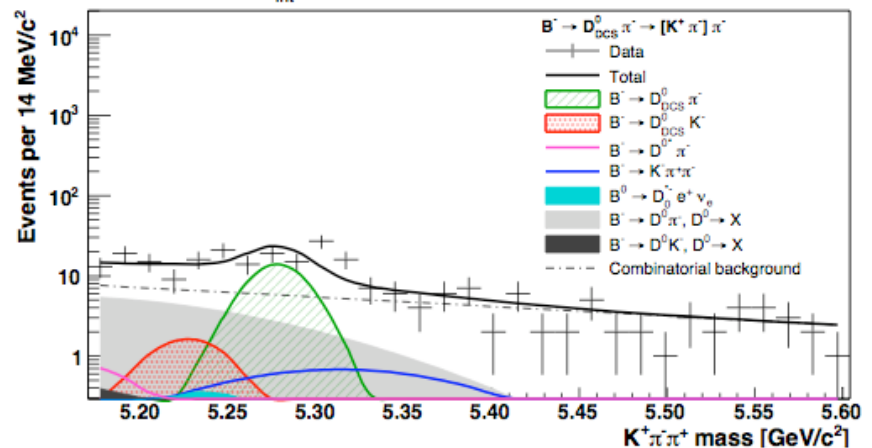 int
B⁻ → D⁰DCS π⁻ → [K⁺ π⁻] π⁻
Data
Total
B⁻ → D⁰DCS π⁻
B⁻ → D⁰DCS K⁻
B⁻ → D⁰* π⁻
B⁻ → K⁻π⁺π⁻
B⁰ → D₀*⁻ e⁺ νe
B⁻ → D⁰π⁻, D⁰ → X
B⁻ → D⁰K⁻, D⁰ → X
Combinatorial background
Events per 14 MeV/c²
10⁴
10³
10²
10
1
5.20 5.25 5.30 5.35 5.40 5.45 5.50 5.55 5.60
K⁺π⁻π⁺ mass [GeV/c²]